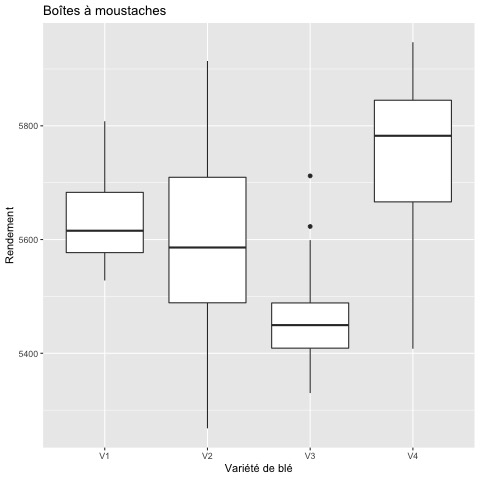 Boîtes à moustaches
5800
5600
5400
Rendement
V1 V2 V3 V4
Variété de blé